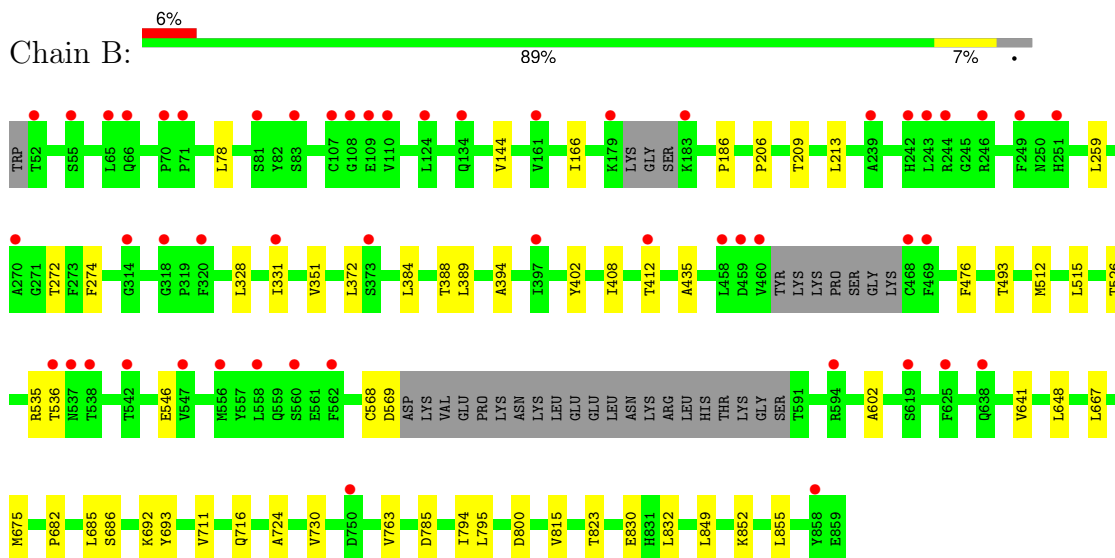 6%
Chain B:
89% 7% •
TRP T52 S55 L65 Q66 P70 P71 L78 S81 Y82 S83 C107 G108 E109 V110 L124 Q134 V144 V161 I166 K179 LYS GLY SER K183 P186 P206 T209 L213 A239 H242 L243 R244 G245 R246 F249 N250 H251 L259
A270 G271 T272 F273 F274 G314 G318 P319 F320 L328 I331 V351 L372 S373 L384 T388 L389 A394 I397 Y402 I408 T412 A435 L458 D459 V460 TYR LYS LYS PRO SER GLY LYS C468 F469 F476 T493 M512 L515 T526
R535 T536 N537 T538 T542 E546 V547 M556 Y557 L558 Q559 S560 E561 F562 C568 D569 ASP LYS VAL GLU PRO LYS ASN LYS LEU GLU GLU LEU ASN LYS ARG LEU HIS THR LYS GLY SER T591 R594 A602 S619 F625 Q638 V641 L648 L667
M675 P682 L685 S686 K692 Y693 V711 Q716 A724 V730 D750 V763 D785 I794 L795 D800 V815 T823 E830 H831 L832 L849 K852 L855 Y858 E859